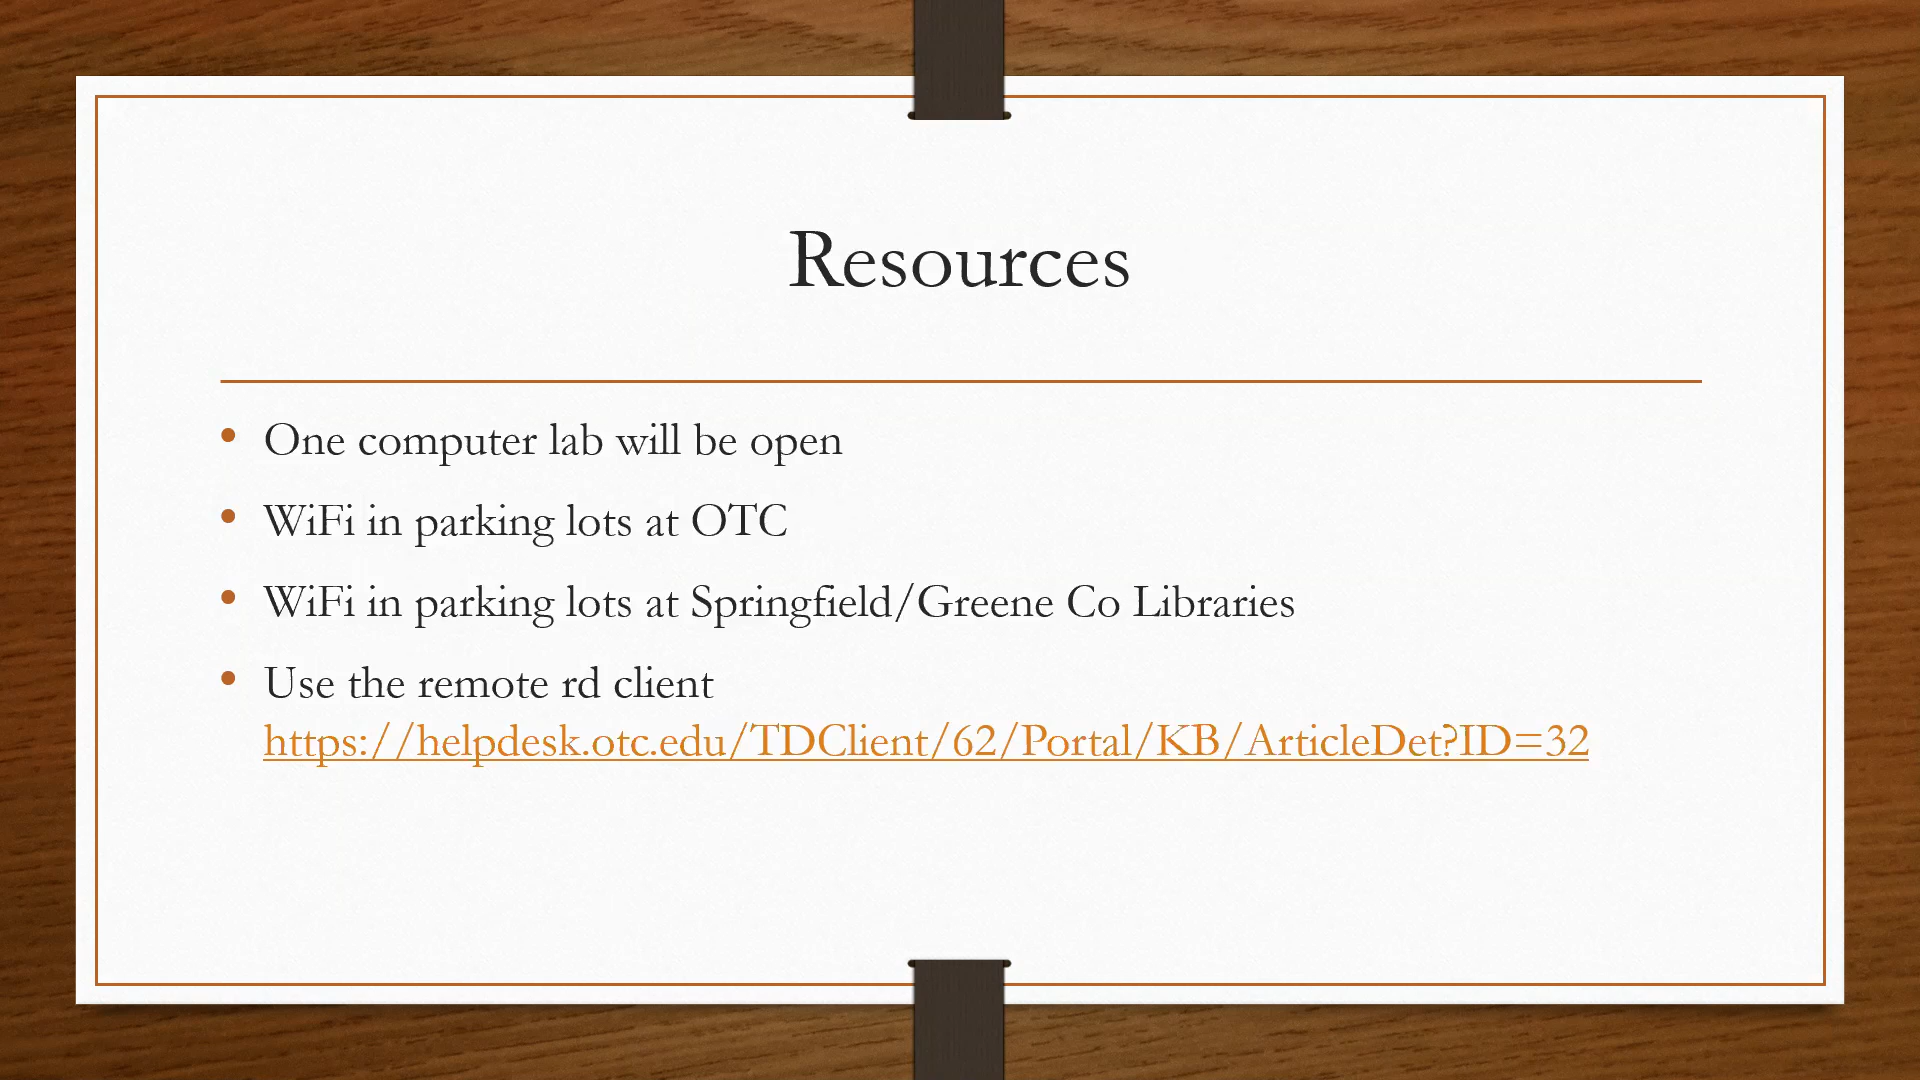 Resources
• One computer lab will be open
• WiFi in parking lots at OTC
• WiFi in parking lots at Springfield/Greene Co Libraries
• Use the remote rd client
https://helpdesk.otc.edu/TDClient/62/Portal/KB/ArticleDet?ID=32